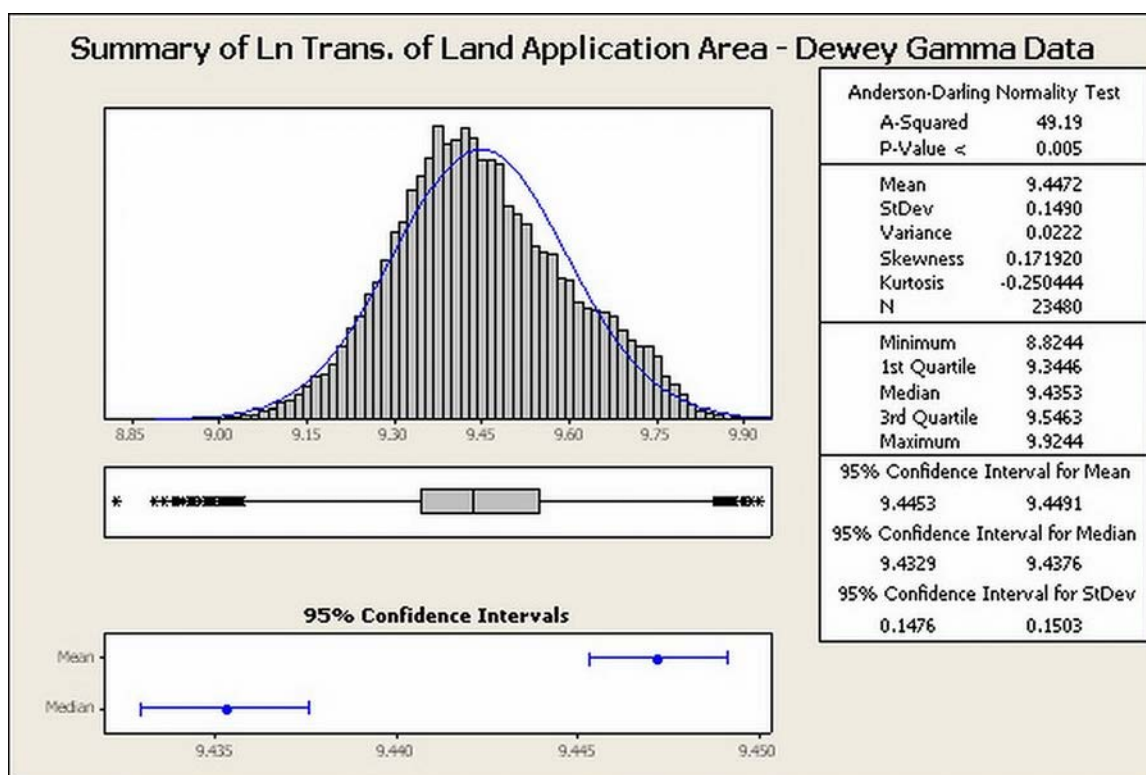 Summary of Ln Trans. of Land Application Area - Dewey Gamma Data
Anderson-Darling Normality Test
A-Squared 49.19
P-Value < 0.005
Mean 9.4472
StDev 0.1490
Variance 0.0222
Skewness 0.171920
Kurtosis -0.250444
N 23480
Minimum 8.8244
1st Quartile 9.3446
Median 9.4353
3rd Quartile 9.5463
Maximum 9.9244
95% Confidence Interval for Mean
9.4453 9.4491
95% Confidence Interval for Median
9.4329 9.4376
95% Confidence Interval for StDev
0.1476 0.1503
8.85 9.00 9.15 9.30 9.45 9.60 9.75 9.90
95% Confidence Intervals
Mean
Median
9.435 9.440 9.445 9.450